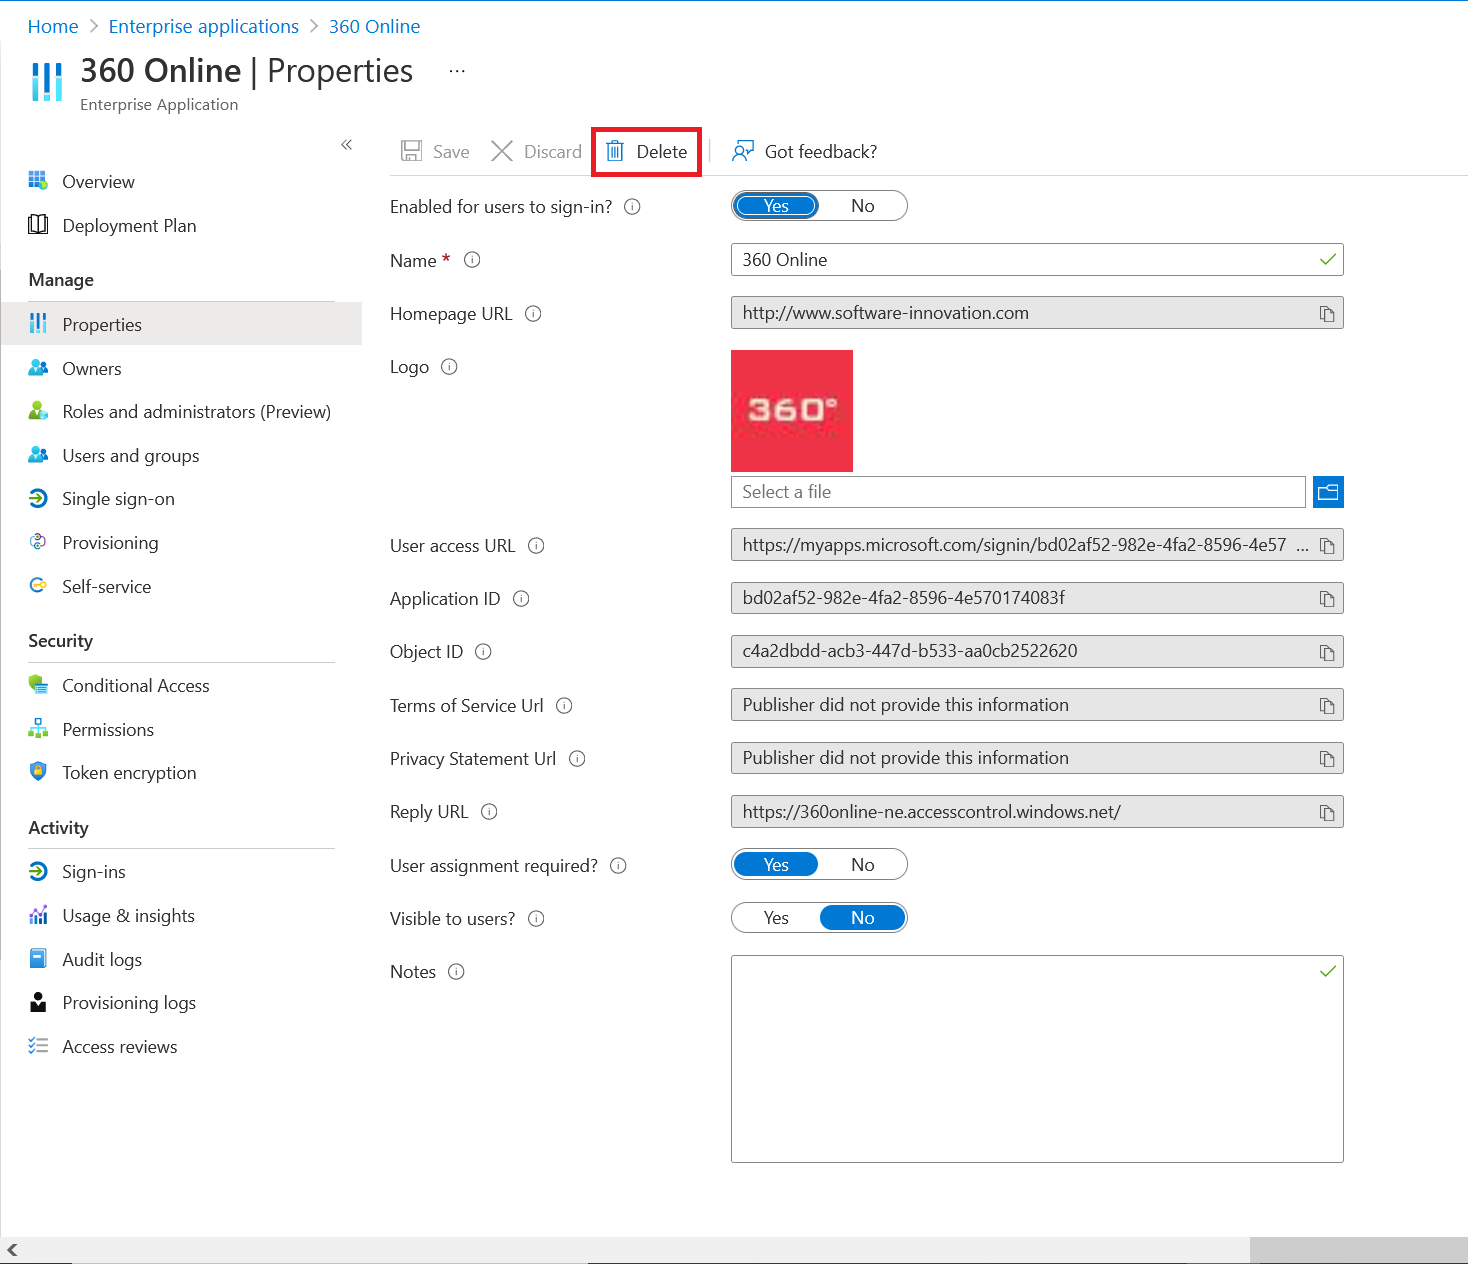 Home > Enterprise applications > 360 Online
360 Online | Properties ...
Enterprise Application
«
Save Discard Delete Got feedback?
Overview
Deployment Plan
Manage
Properties
Owners
Roles and administrators (Preview)
Users and groups
Single sign-on
Provisioning
Self-service
Security
Conditional Access
Permissions
Token encryption
Activity
Sign-ins
Usage & insights
Audit logs
Provisioning logs
Access reviews
Enabled for users to sign-in? Yes No
Name * 360 Online
Homepage URL http://www.software-innovation.com
Logo
360°
Select a file
User access URL https://myapps.microsoft.com/signin/bd02af52-982e-4fa2-8596-4e57 ...
Application ID bd02af52-982e-4fa2-8596-4e570174083f
Object ID c4a2dbdd-acb3-447d-b533-aa0cb2522620
Terms of Service Url Publisher did not provide this information
Privacy Statement Url Publisher did not provide this information
Reply URL https://360online-ne.accesscontrol.windows.net/
User assignment required? Yes No
Visible to users? Yes No
Notes